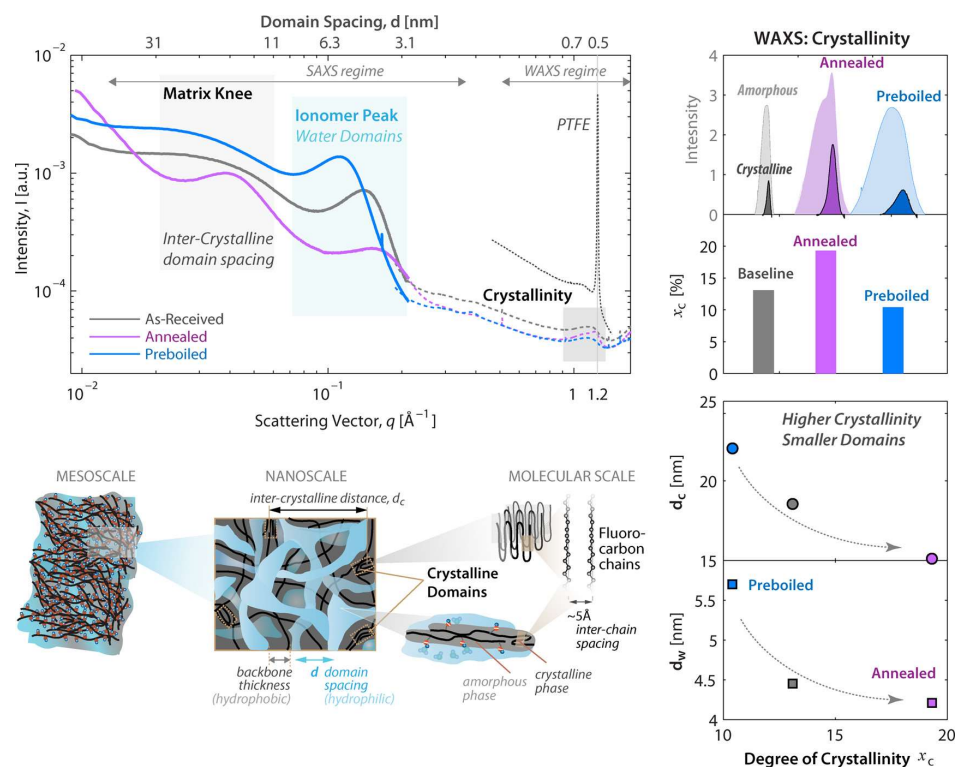 Domain Spacing, d [nm]
31 11 6.3 3.1 0.7 0.5
10⁻²
10⁻³
10⁻⁴
Intensity, I [a.u.]
SAXS regime
WAXS regime
Matrix Knee
Ionomer Peak
Water Domains
PTFE
Inter-Crystalline
domain spacing
Crystallinity
As-Received
Annealed
Preboiled
10⁻² 10⁻¹ 1 1.2
Scattering Vector, q [Å⁻¹]
WAXS: Crystallinity
Annealed
Amorphous
Preboiled
Crystalline
Intesnity
4
3
2
1
0
Annealed
Baseline
Preboiled
x_c [%]
20
15
10
5
0
25
20
15
d_c [nm]
Higher Crystallinity
Smaller Domains
Preboiled
Annealed
d_w [nm]
5.5
5
4.5
4
10 15 20
Degree of Crystallinity x_c
MESOSCALE
NANOSCALE
MOLECULAR SCALE
inter-crystalline distance, d_c
Fluoro-
carbon
chains
Crystalline
Domains
~5Å
inter-chain
spacing
backbone
thickness
(hydrophobic)
d domain
spacing
(hydrophilic)
amorphous
phase
crystalline
phase